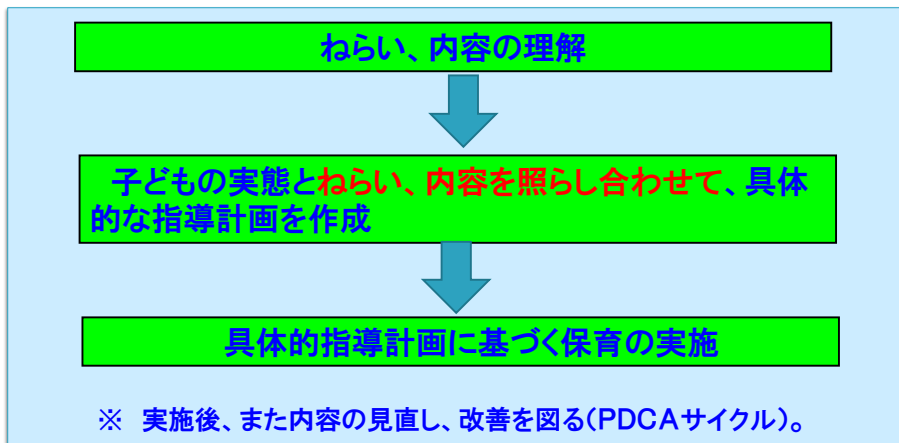 ねらい、内容の理解
子どもの実態とねらい、内容を照らし合わせて、具体
的な指導計画を作成
具体的指導計画に基づく保育の実施
※ 実施後、また内容の見直し、改善を図る(PDCAサイクル)。